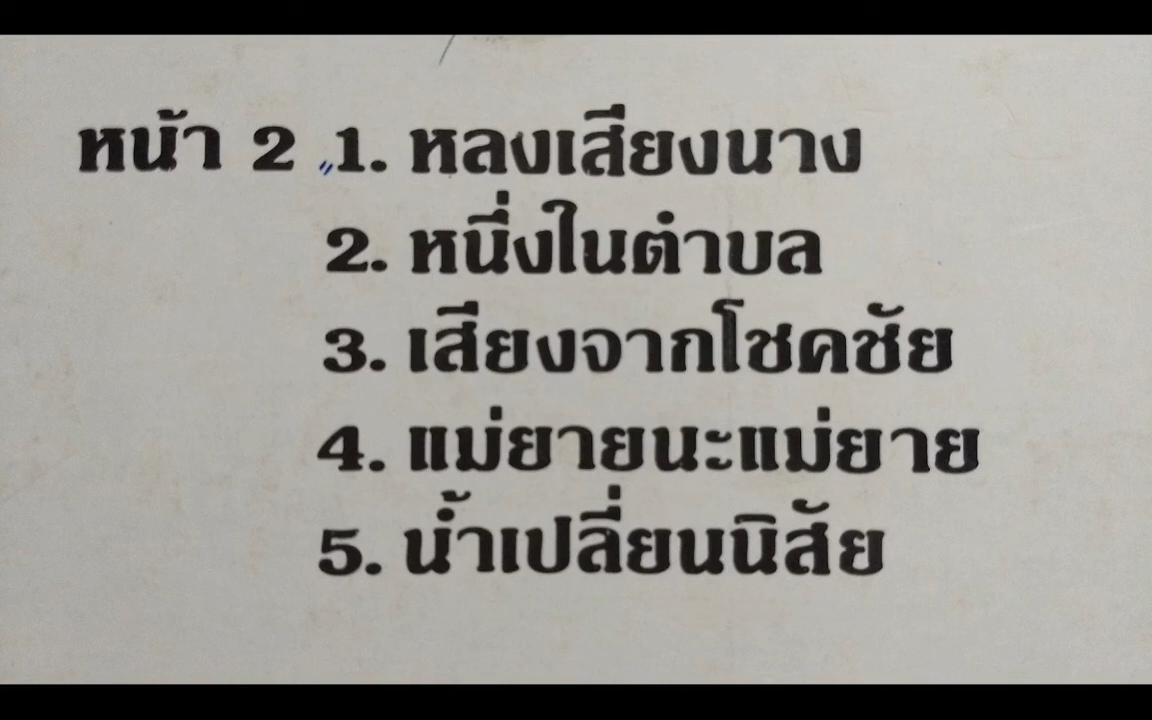 หน้า 2 1. หลงเสียงนาง
2. หนึ่งในตำบล
3. เสียงจากโชคชัย
4. แม่ยายนะแม่ยาย
5. น้ำเปลี่ยนนิสัย